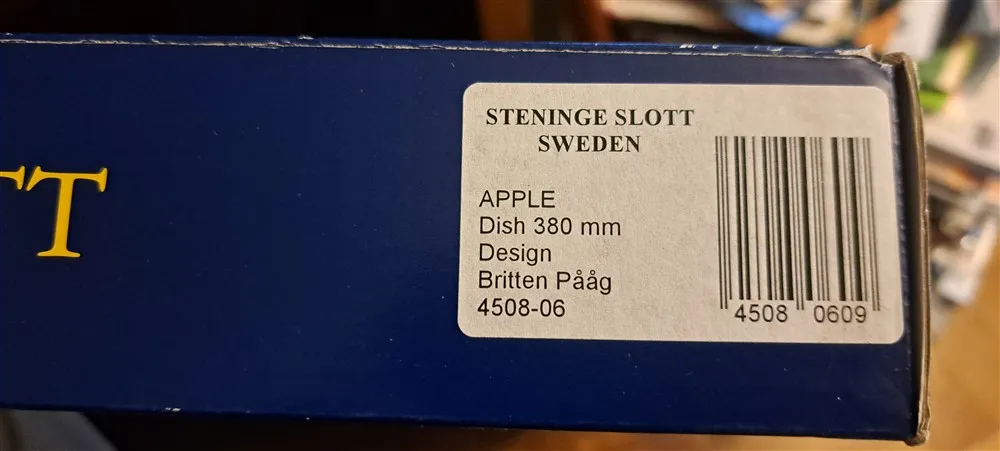 TT
STENINGE SLOTT
SWEDEN
APPLE
Dish 380 mm
Design
Britten Pååg
4508-06
4508 0609